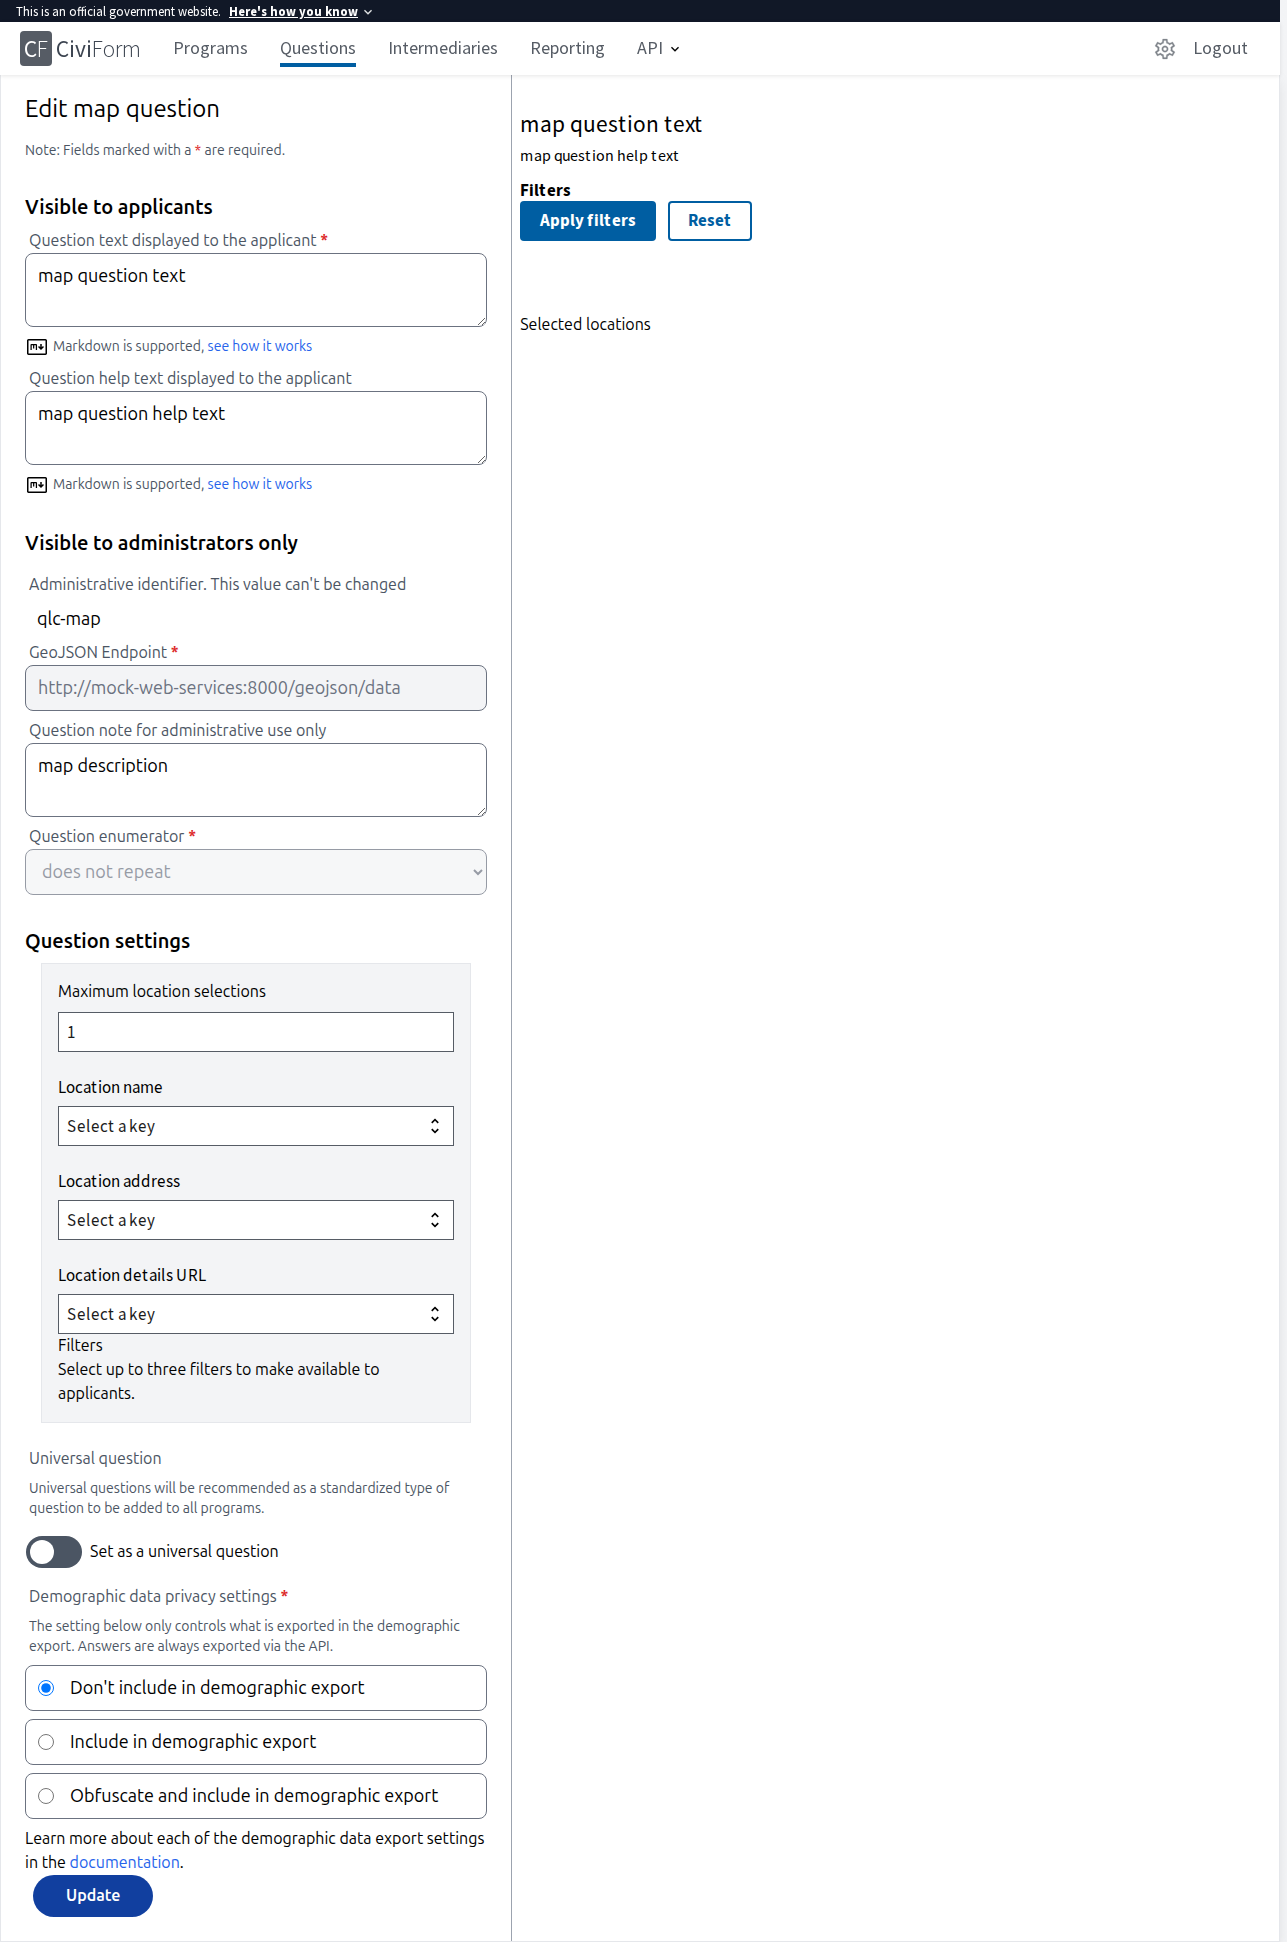 This is an official government website. Here's how you know
CF CiviForm Programs Questions Intermediaries Reporting API Logout
Edit map question
Note: Fields marked with a * are required.
Visible to applicants
Question text displayed to the applicant *
map question text
Markdown is supported, see how it works
Question help text displayed to the applicant
map question help text
Markdown is supported, see how it works
Visible to administrators only
Administrative identifier. This value can't be changed
qlc-map
GeoJSON Endpoint *
http://mock-web-services:8000/geojson/data
Question note for administrative use only
map description
Question enumerator *
does not repeat
Question settings
Maximum location selections
1
Location name
Select a key
Location address
Select a key
Location details URL
Select a key
Filters
Select up to three filters to make available to
applicants.
Universal question
Universal questions will be recommended as a standardized type of
question to be added to all programs.
Set as a universal question
Demographic data privacy settings *
The setting below only controls what is exported in the demographic
export. Answers are always exported via the API.
Don't include in demographic export
Include in demographic export
Obfuscate and include in demographic export
Learn more about each of the demographic data export settings
in the documentation.
Update
map question text
map question help text
Filters
Apply filters Reset
Selected locations